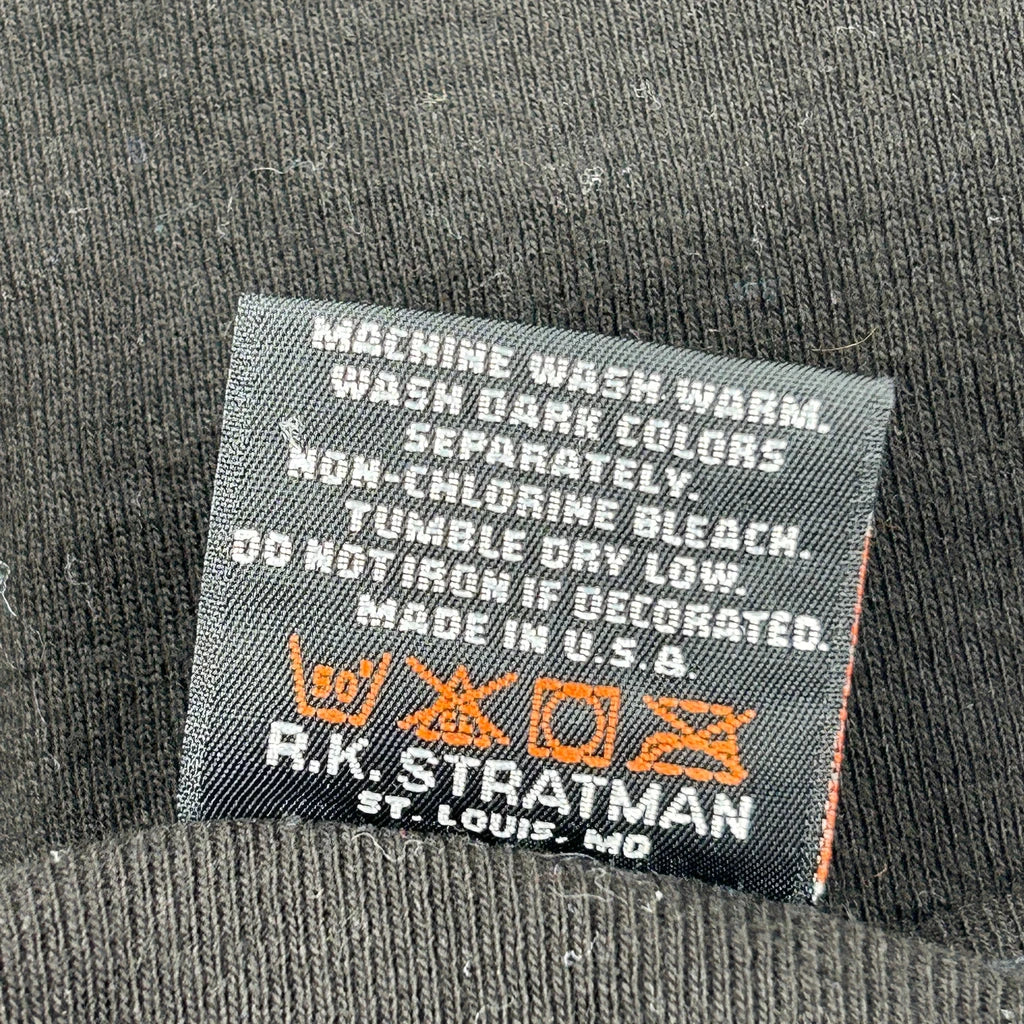 MACHINE WASH WARM.
WASH DARK COLORS
SEPARATELY.
NON-CHLORINE BLEACH.
TUMBLE DRY LOW.
DO NOT IRON IF DECORATED.
MADE IN U.S.A.
50°
CL
R.K. STRATMAN
ST. LOUIS, MO